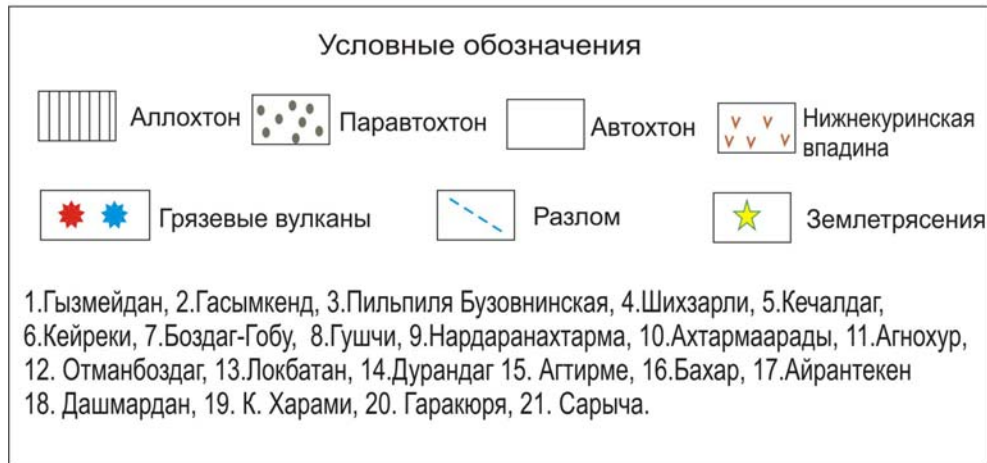 Условные обозначения
Аллохтон Паравтохтон Автохтон Нижнекуринская
впадина
Грязевые вулканы Разлом Землетрясения
1.Гызмейдан, 2.Гасымкенд, 3.Пильпиля Бузовнинская, 4.Шихзарли, 5.Кечалдаг,
6.Кейреки, 7.Боздаг-Гобу, 8.Гушчи, 9.Нардаранахтарма, 10.Ахтармаарады, 11.Агнохур,
12. Отманбоздаг, 13.Локбатан, 14.Дурандаг 15. Агтирме, 16.Бахар, 17.Айрантекен
18. Дашмардан, 19. К. Харами, 20. Гаракюря, 21. Сарыча.